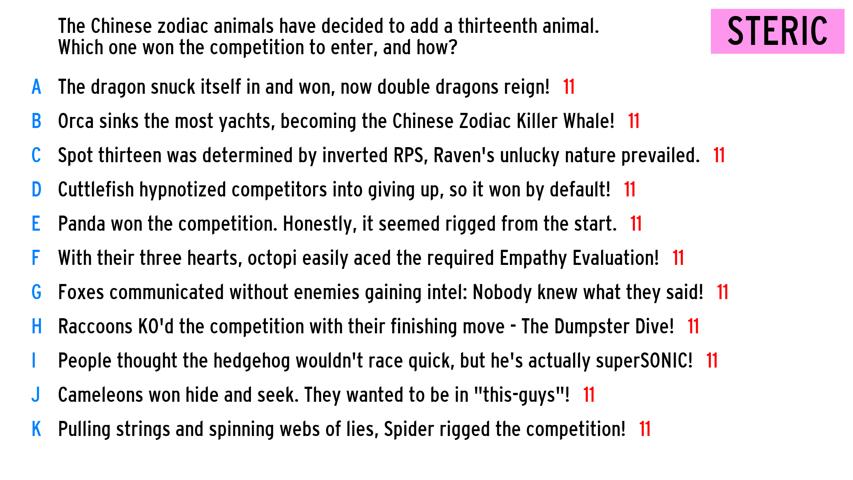 The Chinese zodiac animals have decided to add a thirteenth animal.
Which one won the competition to enter, and how?
STERIC
A The dragon snuck itself in and won, now double dragons reign! 11
B Orca sinks the most yachts, becoming the Chinese Zodiac Killer Whale! 11
C Spot thirteen was determined by inverted RPS, Raven's unlucky nature prevailed. 11
D Cuttlefish hypnotized competitors into giving up, so it won by default! 11
E Panda won the competition. Honestly, it seemed rigged from the start. 11
F With their three hearts, octopi easily aced the required Empathy Evaluation! 11
G Foxes communicated without enemies gaining intel: Nobody knew what they said! 11
H Raccoons KO'd the competition with their finishing move - The Dumpster Dive! 11
I People thought the hedgehog wouldn't race quick, but he's actually superSONIC! 11
J Cameleons won hide and seek. They wanted to be in "this-guys"! 11
K Pulling strings and spinning webs of lies, Spider rigged the competition! 11